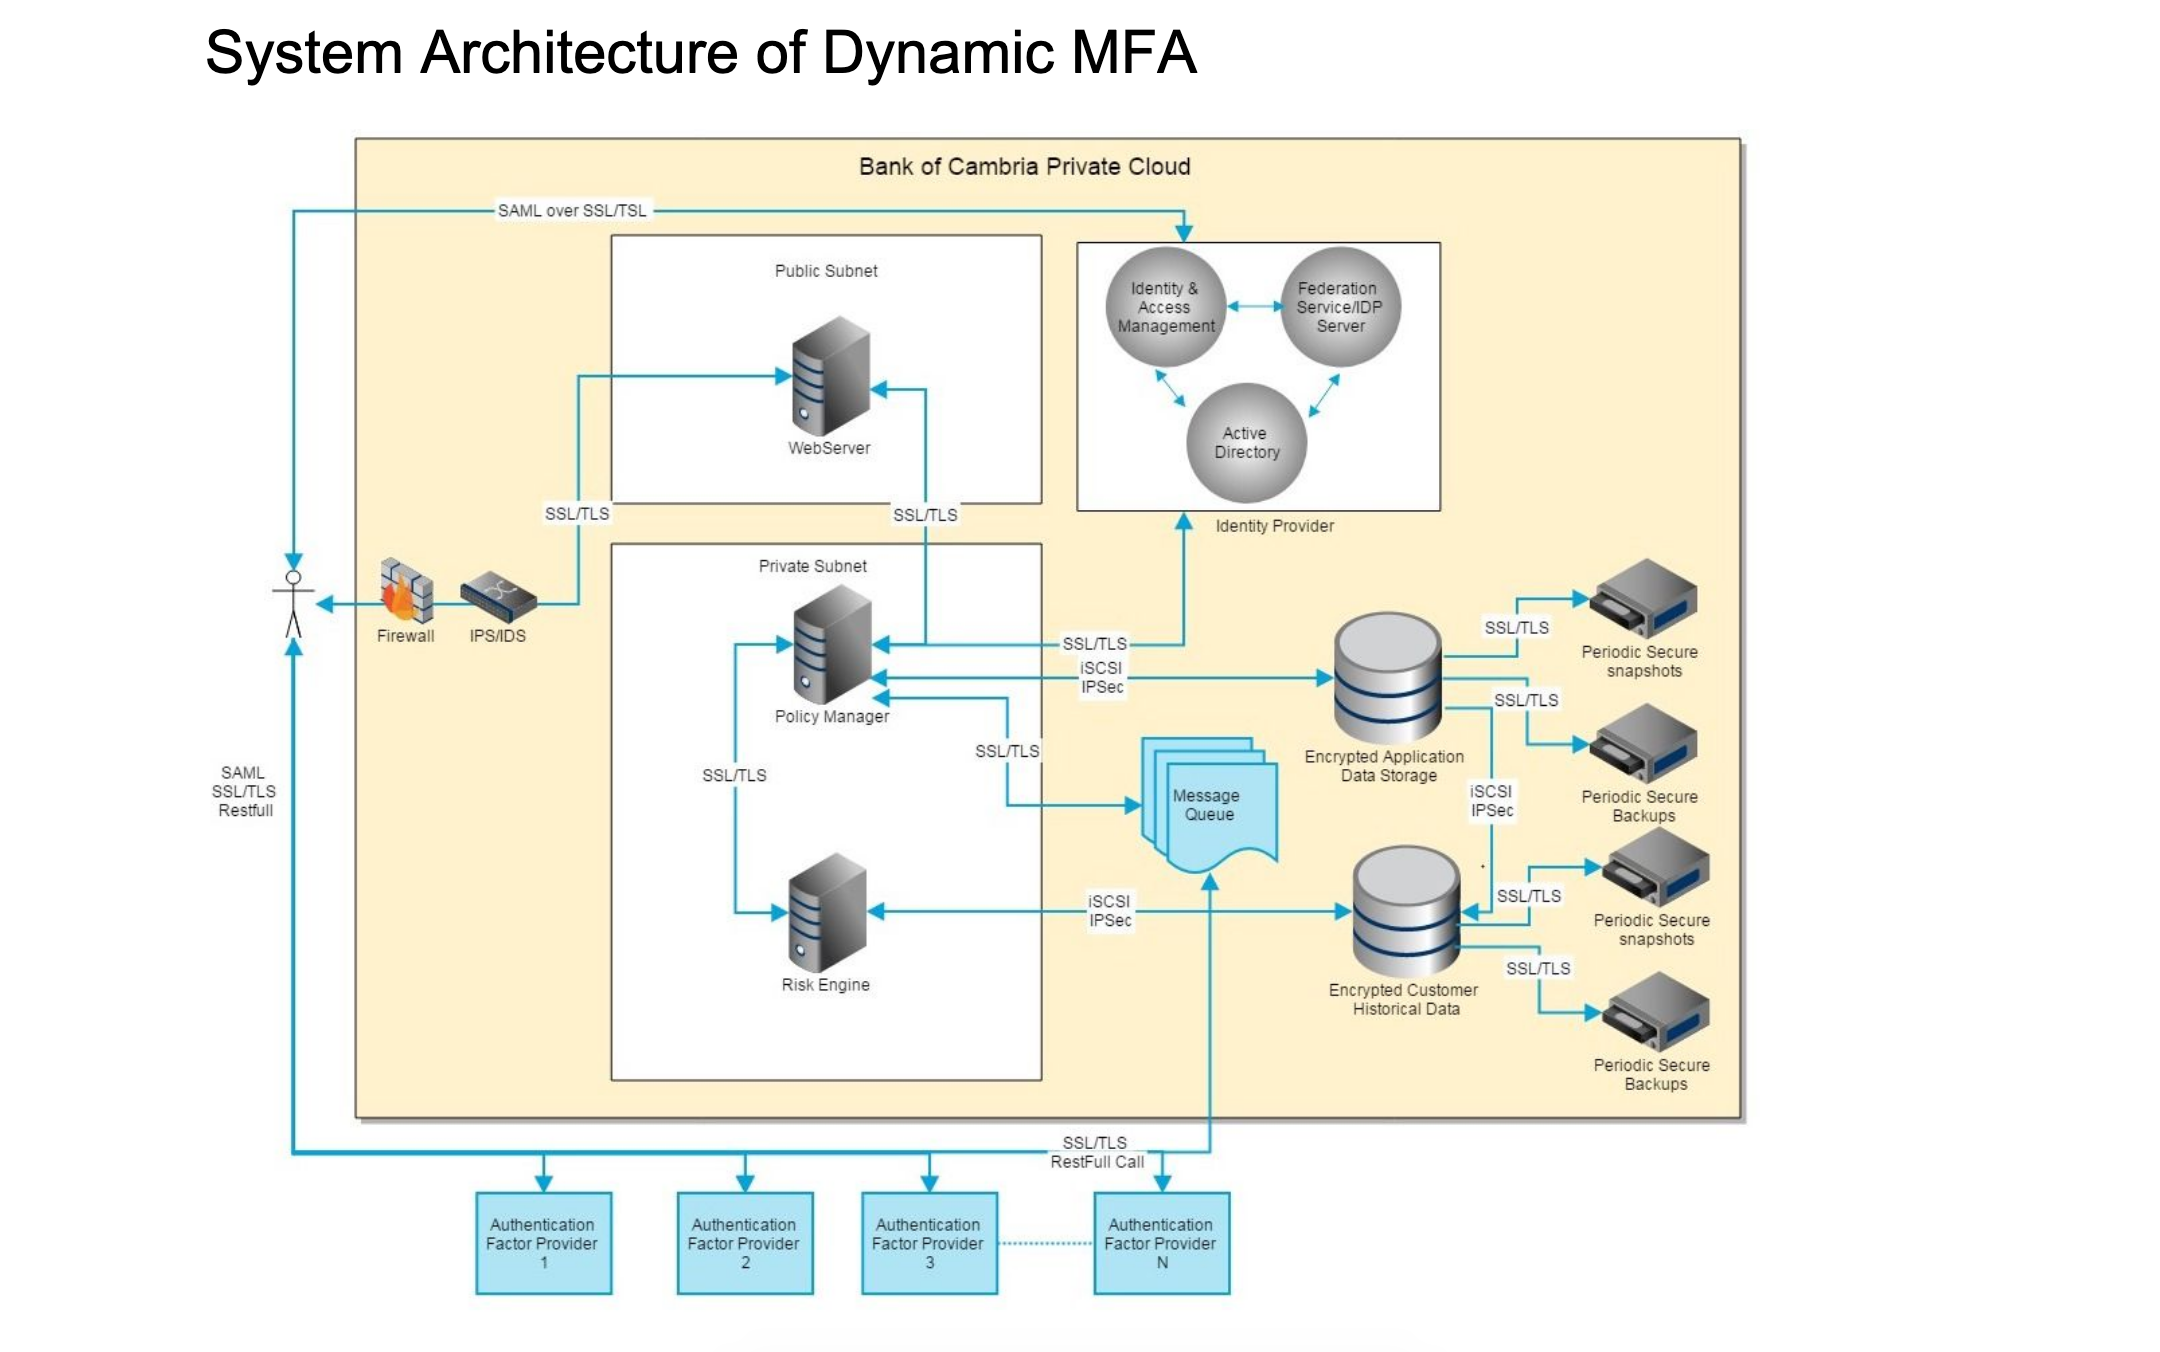 System Architecture of Dynamic MFA
Bank of Cambria Private Cloud
SAML over SSL/TSL
Public Subnet
WebServer
SSL/TLS
SSL/TLS
Identity &
Access
Management
Federation
Service/IDP
Server
Active
Directory
Identity Provider
Firewall
IPS/IDS
Private Subnet
Policy Manager
SSL/TLS
iSCSI
IPSec
SSL/TLS
SSL/TLS
Risk Engine
Message
Queue
iSCSI
IPSec
Encrypted Application
Data Storage
SSL/TLS
Periodic Secure
snapshots
SSL/TLS
Periodic Secure
Backups
iSCSI
IPSec
Encrypted Customer
Historical Data
SSL/TLS
Periodic Secure
snapshots
SSL/TLS
Periodic Secure
Backups
SAML
SSL/TLS
Restfull
SSL/TLS
RestFull Call
Authentication
Factor Provider
1
Authentication
Factor Provider
2
Authentication
Factor Provider
3
Authentication
Factor Provider
N